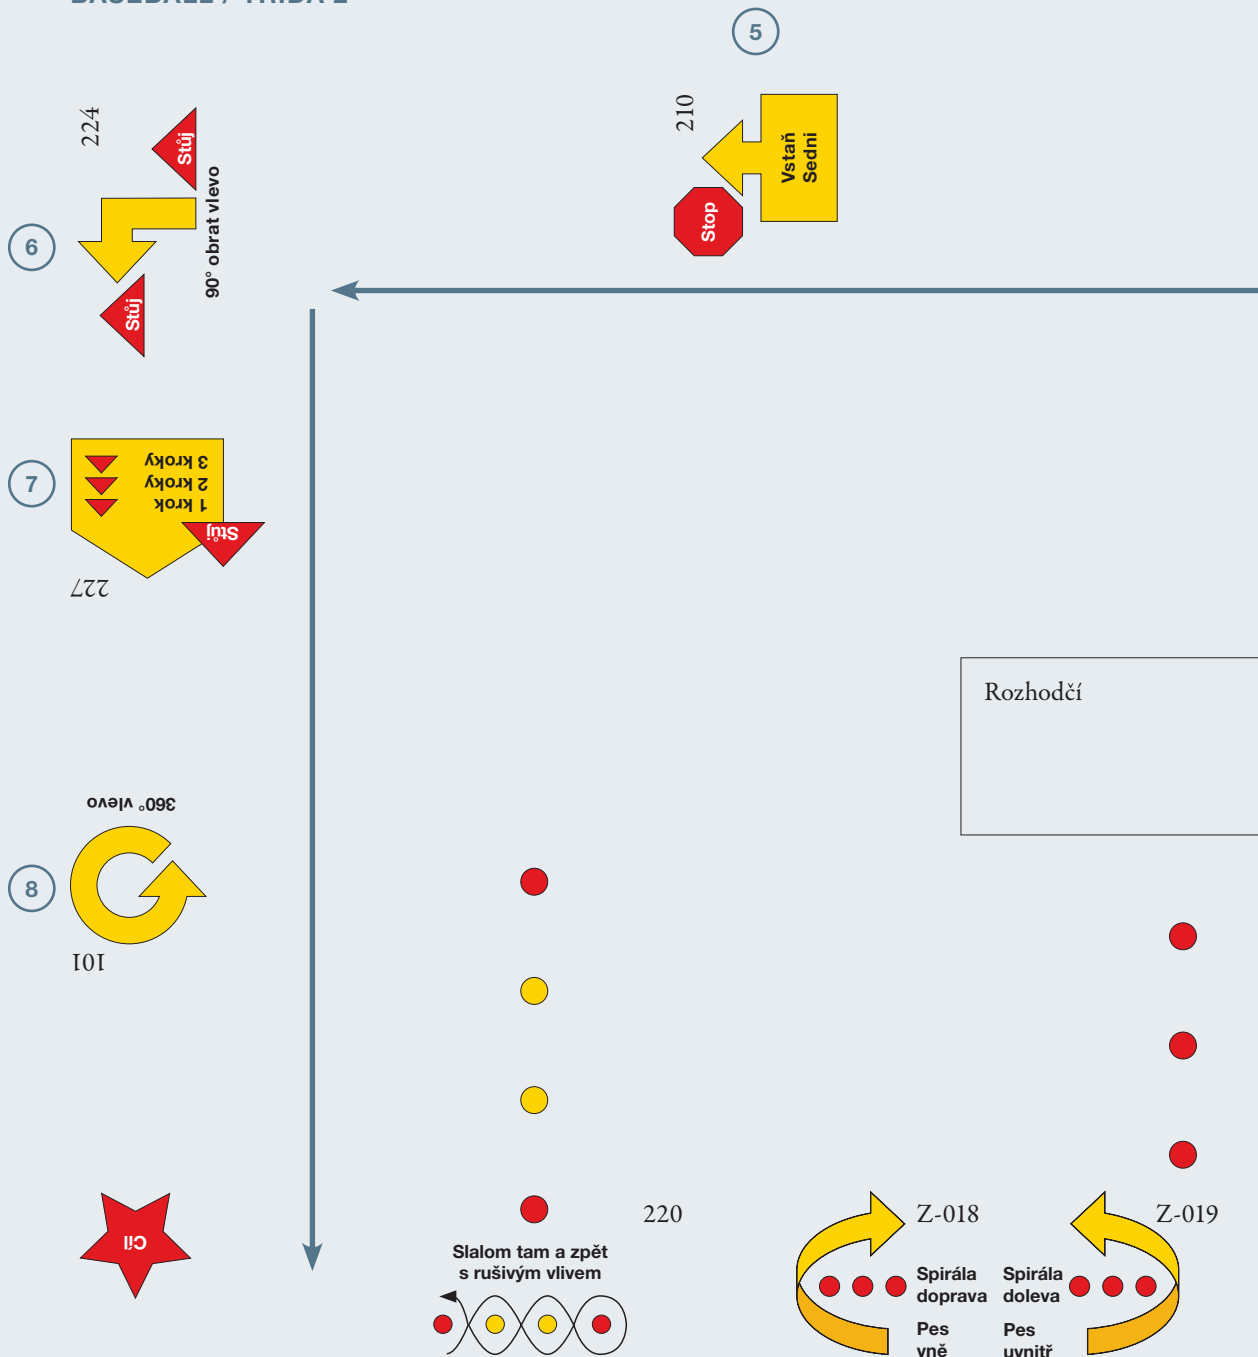 5
224
Stůj
90° obrat vlevo
Stůj
6
210
Vstaň
Sedni
Stop
7
1 krok
2 kroky
3 kroky
Stůj
227
Rozhodčí
360° vlevo
8
101
Cíl
220
Slalom tam a zpět
s rušivým vlivem
Z-018
Spirála
doprava
Pes
vně
Z-019
Spirála
doleva
Pes
uvnitř